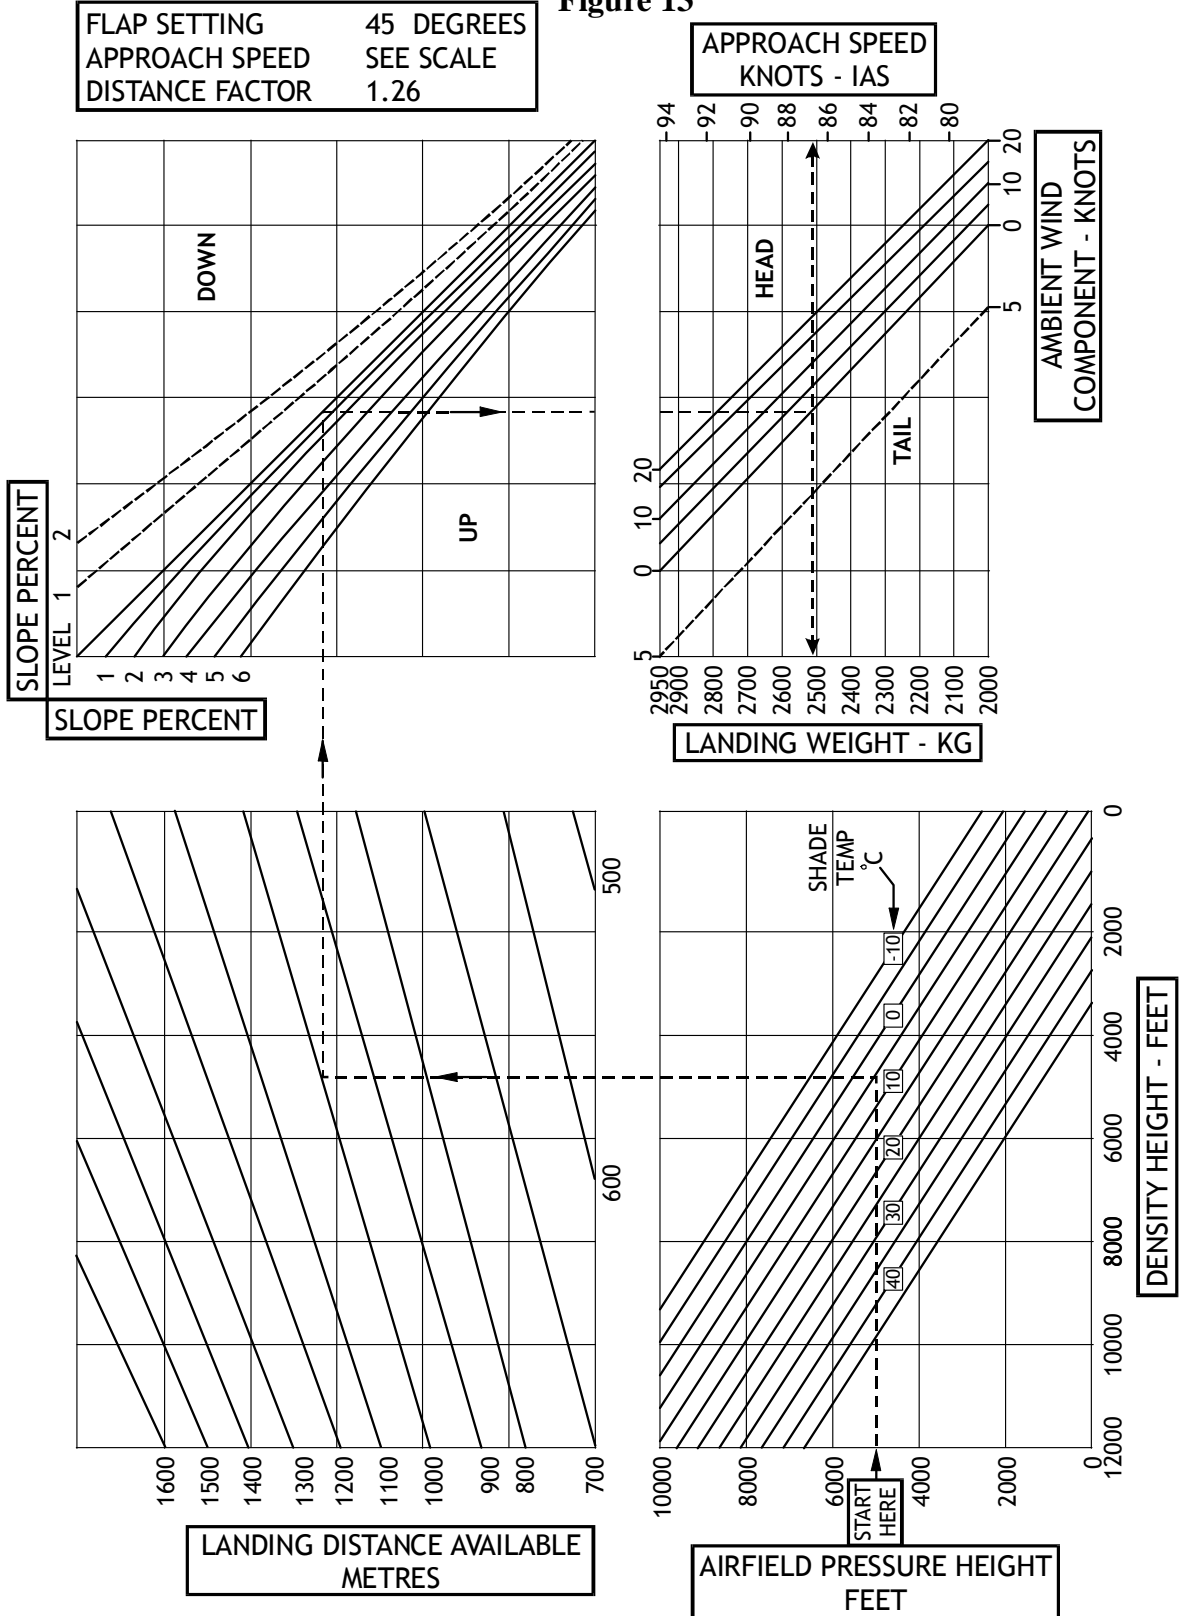 Figure 13
FLAP SETTING 45 DEGREES
APPROACH SPEED SEE SCALE
DISTANCE FACTOR 1.26
APPROACH SPEED
KNOTS - IAS
94 92 90 88 86 84 82 80
DOWN
UP
SLOPE PERCENT
LEVEL 1 2
1 2 3 4 5 6
SLOPE PERCENT
HEAD
TAIL
20 10 0 5
20 10 0 5
AMBIENT WIND
COMPONENT - KNOTS
2950 2900 2800 2700 2600 2500 2400 2300 2200 2100 2000
LANDING WEIGHT - KG
500
600
1600 1500 1400 1300 1200 1100 1000 900 800 700
LANDING DISTANCE AVAILABLE
METRES
SHADE
TEMP
°C
-10 0 10 20 30 40
0 2000 4000 6000 8000 10000 12000
DENSITY HEIGHT - FEET
10000 8000 6000 4000 2000 0
START
HERE
AIRFIELD PRESSURE HEIGHT
FEET